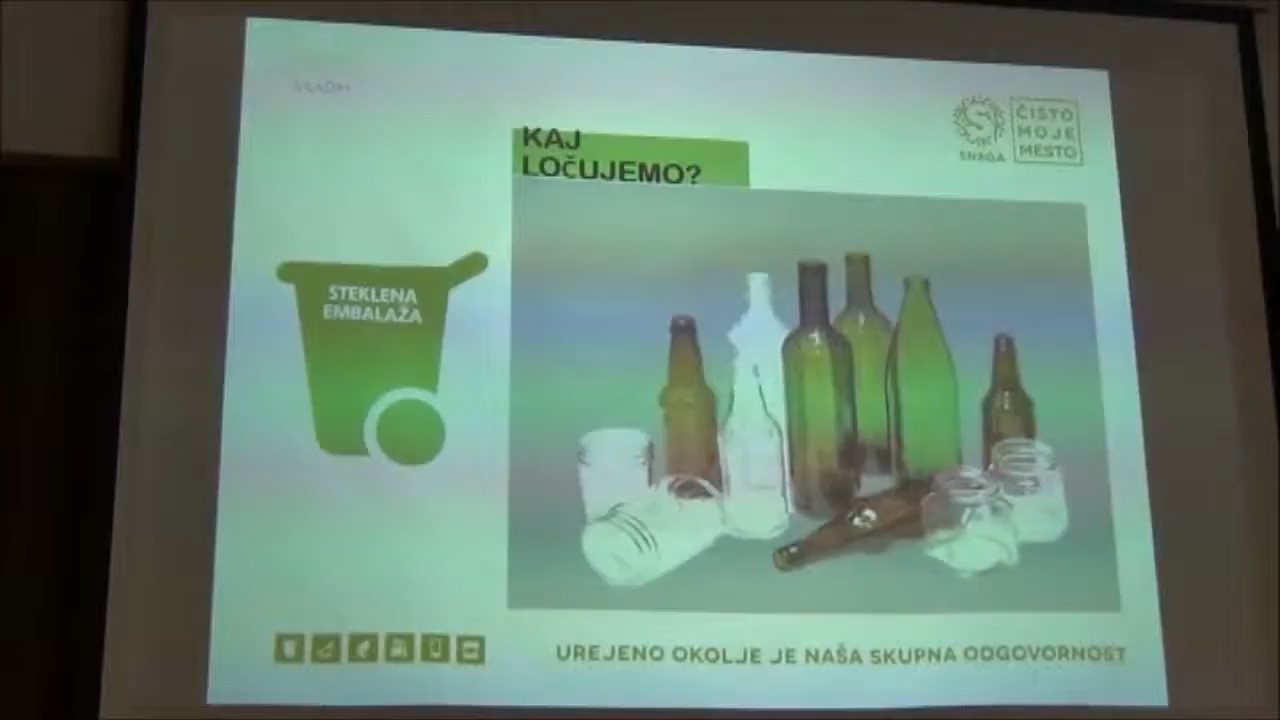 SNAGA
ČISTO
MOJE
MESTO
KAJ
LOČUJEMO?
STEKLENA
EMBALAŽA
UREJENO OKOLJE JE NAŠA SKUPNA ODGOVORNOST